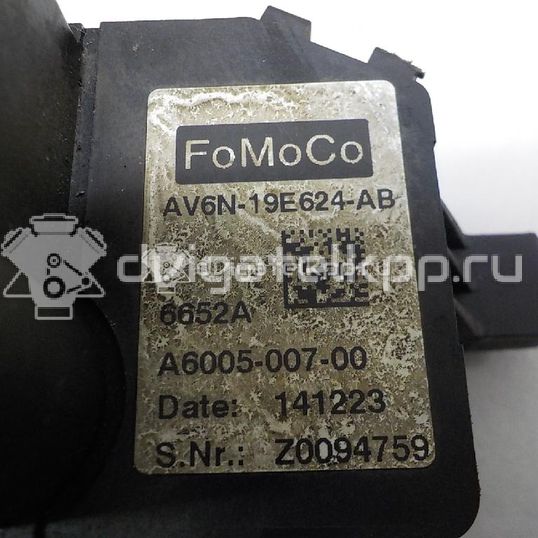 FoMoCo
AV6N-19E624-AB
dvigatelkpp.ru
6652A
A6005-007-00
Date: 141223
S.Nr.: Z0094759